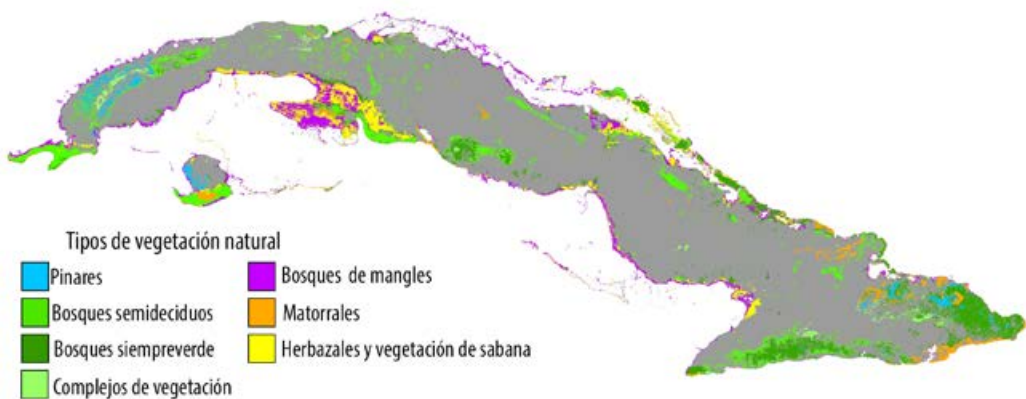 Tipos de vegetación natural
Pinares
Bosques semideciduos
Bosques siempreverde
Complejos de vegetación
Bosques de mangles
Matorrales
Herbazales y vegetación de sabana